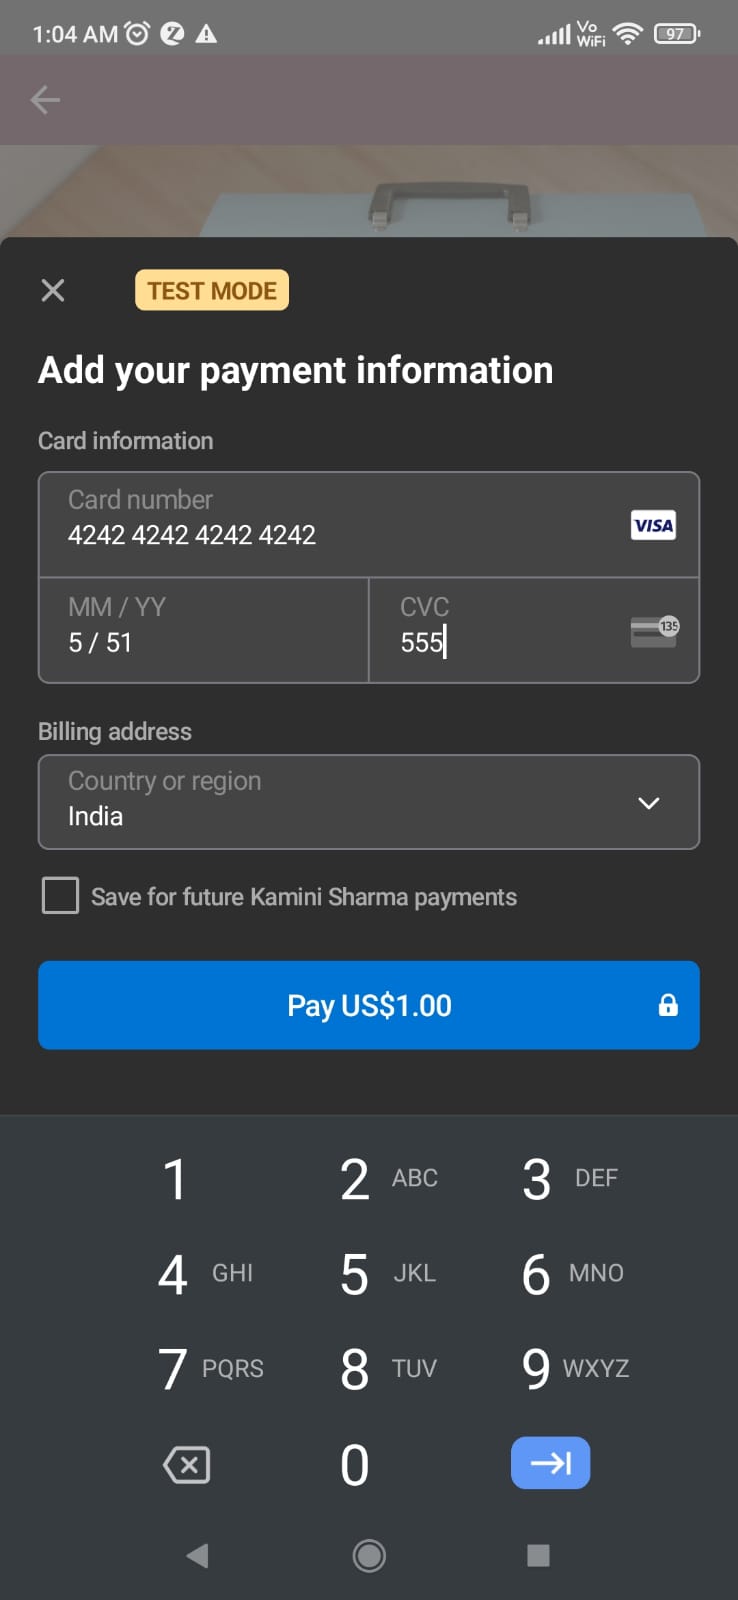 1:04 AM
Vo
WiFi
97
TEST MODE
Add your payment information
Card information
Card number
4242 4242 4242 4242
VISA
MM / YY
5 / 51
CVC
555
135
Billing address
Country or region
India
Save for future Kamini Sharma payments
Pay US$1.00
1
2 ABC
3 DEF
4 GHI
5 JKL
6 MNO
7 PQRS
8 TUV
9 WXYZ
0